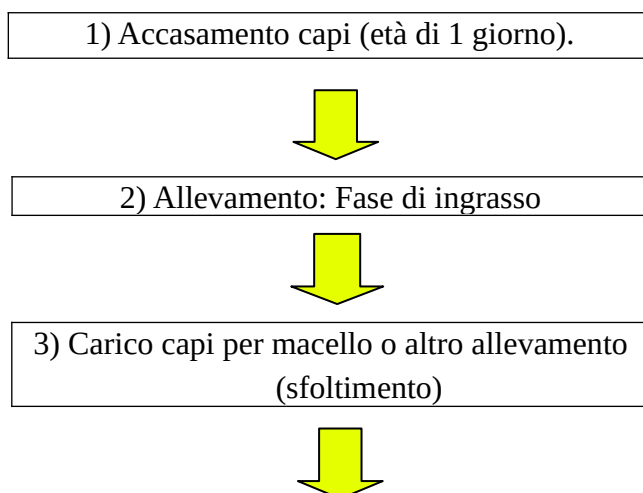 1) Accasamento capi (età di 1 giorno).
2) Allevamento: Fase di ingrasso
3) Carico capi per macello o altro allevamento
(sfoltimento)